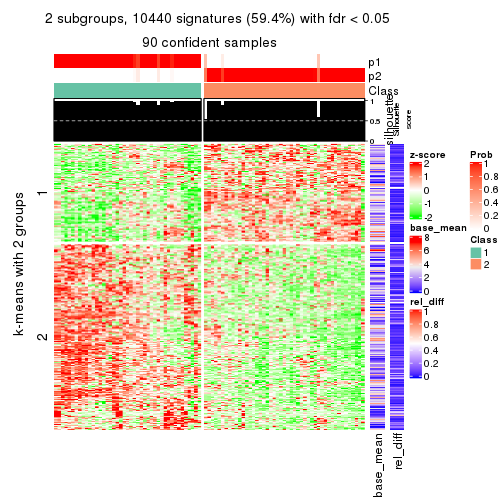 2 subgroups, 10440 signatures (59.4%) with fdr < 0.05
90 confident samples
p1
p2
Class
silhouette
1
0.5
0
Silhouette
score
k-means with 2 groups
1
2
z-score
2
1
0
-1
-2
base_mean
8
6
4
2
0
rel_diff
1
0.8
0.6
0.4
0.2
0
Prob
1
0.8
0.6
0.4
0.2
0
Class
1
2
base_mean
rel_diff